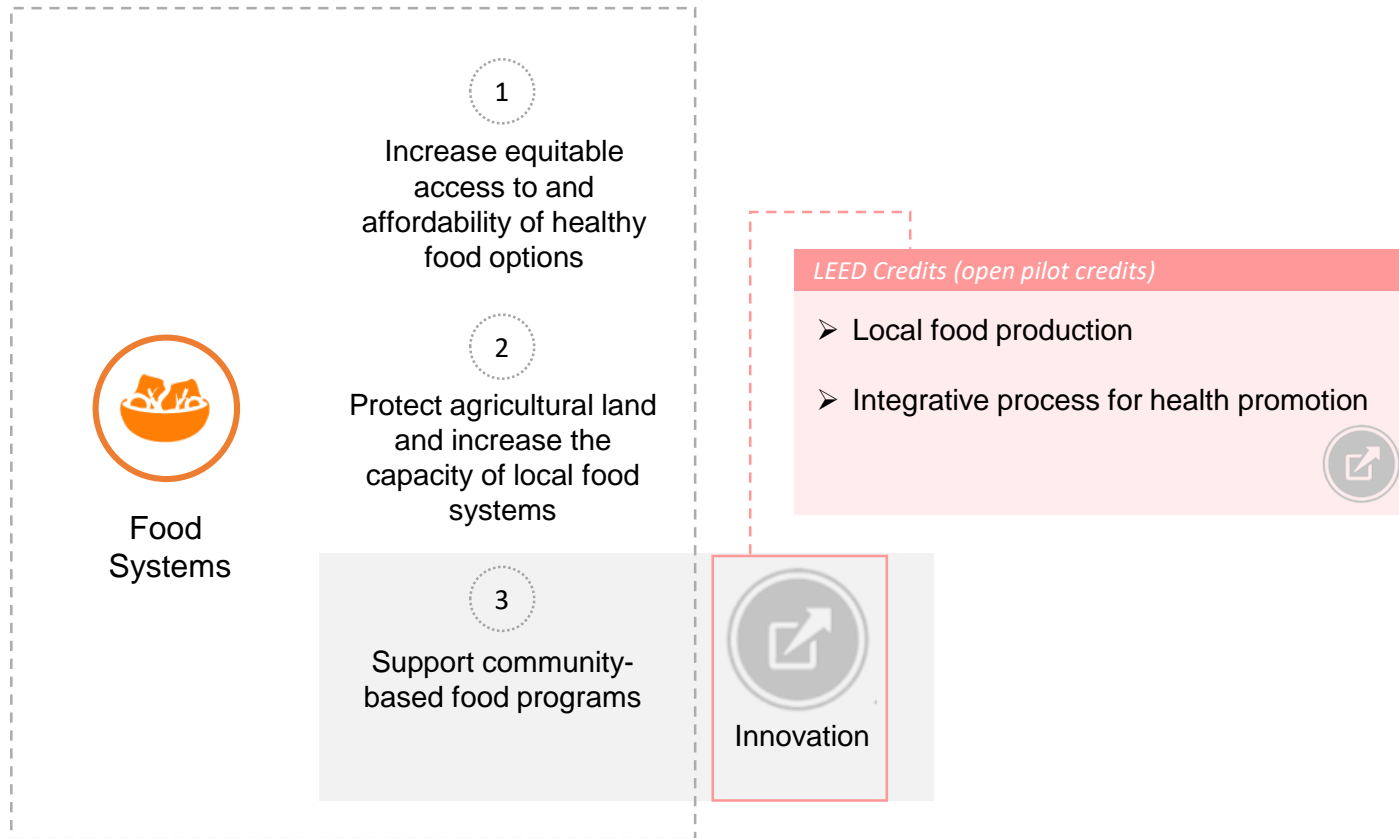 1
Increase equitable
access to and
affordability of healthy
food options
2
Protect agricultural land
and increase the
capacity of local food
systems
Food
Systems
3
Support community-
based food programs
Innovation
LEED Credits (open pilot credits)
➢ Local food production
➢ Integrative process for health promotion